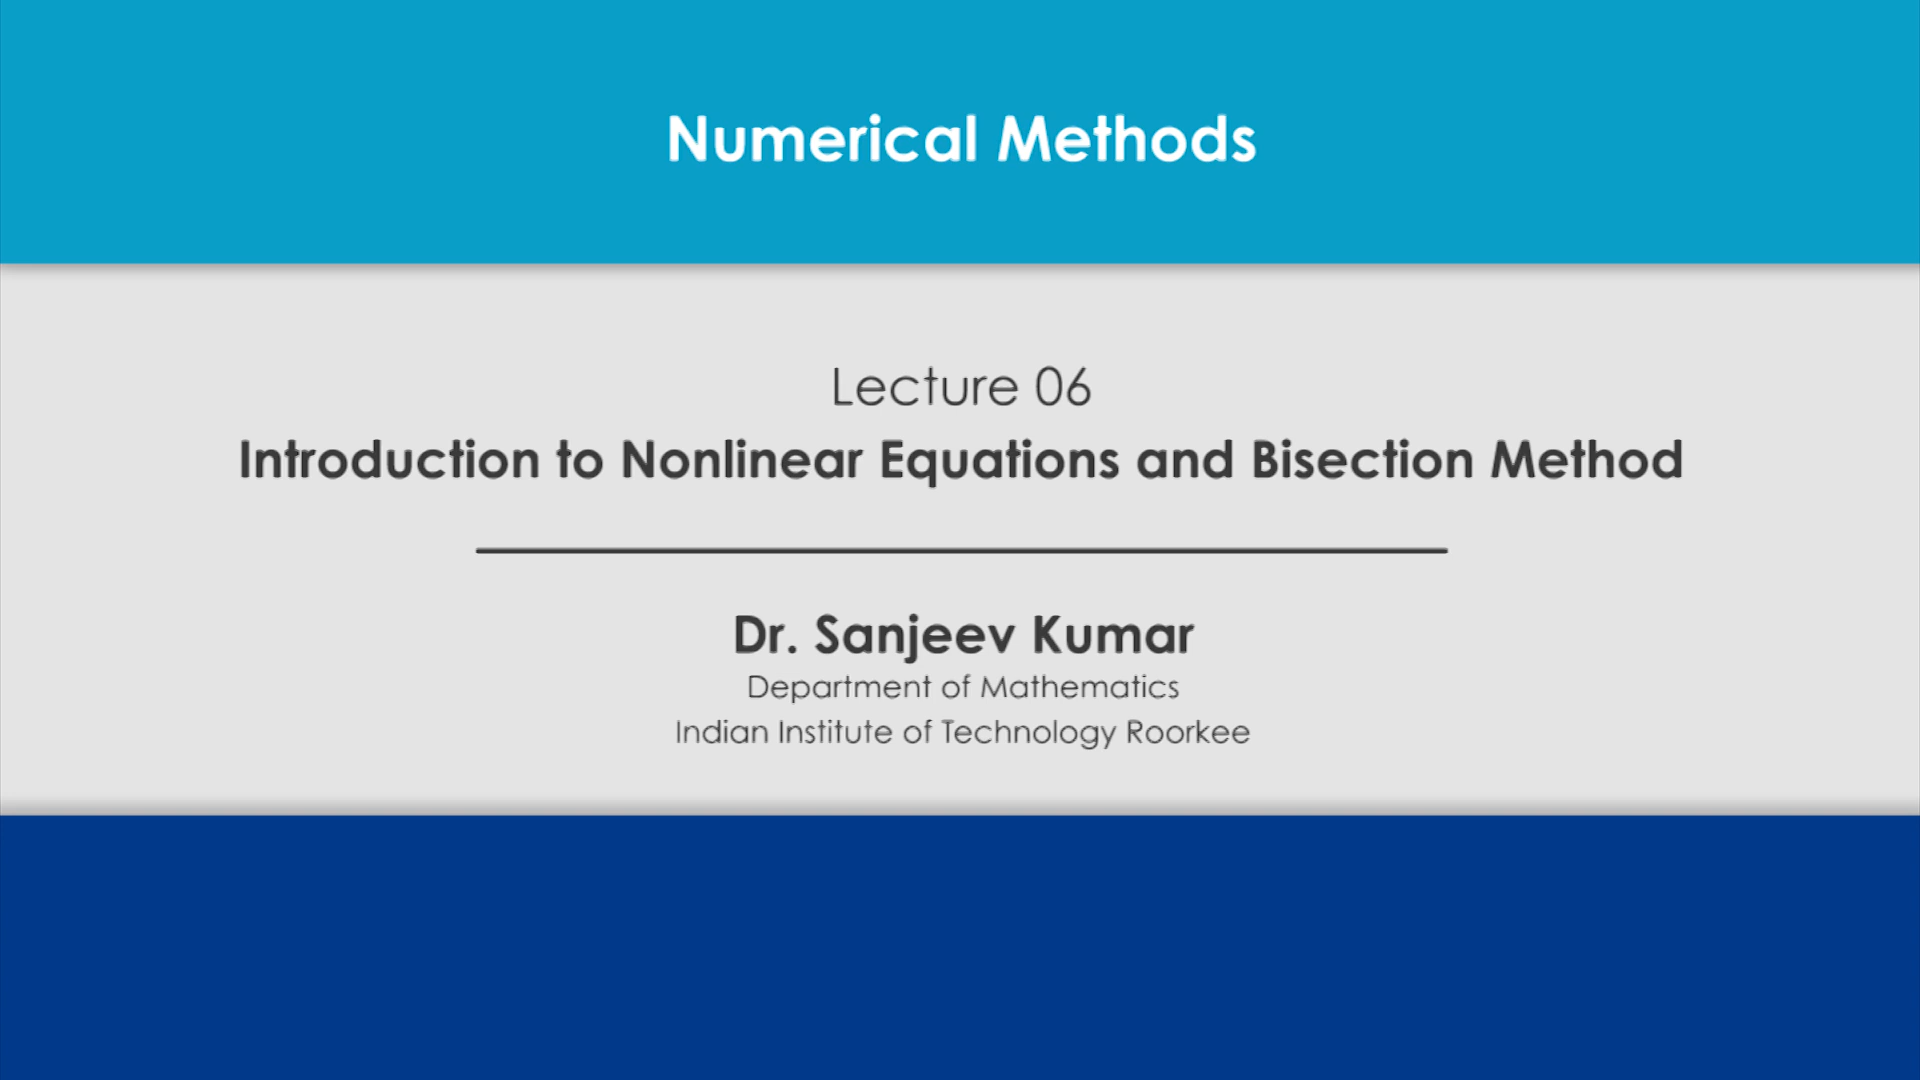 Numerical Methods
Lecture 06
Introduction to Nonlinear Equations and Bisection Method
Dr. Sanjeev Kumar
Department of Mathematics
Indian Institute of Technology Roorkee